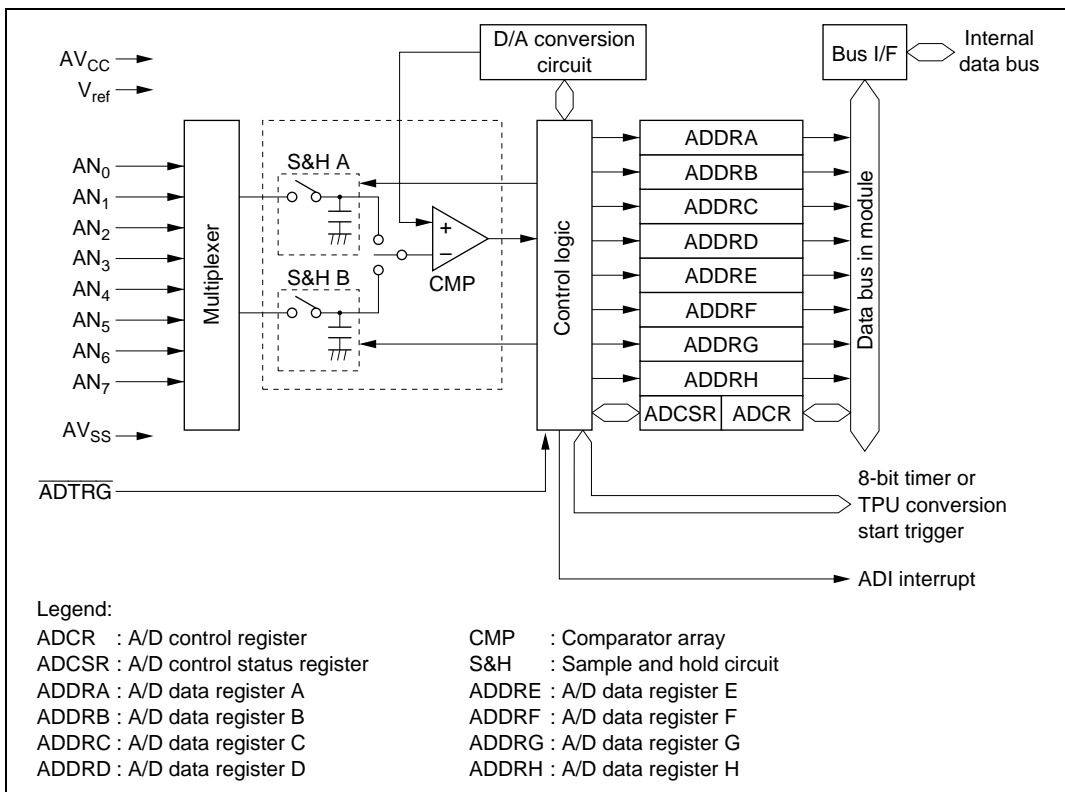 D/A conversion
circuit
Bus I/F
Internal
data bus
AVCC
Vref
AN0
AN1
AN2
AN3
AN4
AN5
AN6
AN7
AVSS
ADTRG
Multiplexer
S&H A
S&H B
+
−
CMP
Control logic
ADDRA
ADDRB
ADDRC
ADDRD
ADDRE
ADDRF
ADDRG
ADDRH
ADCSR ADCR
Data bus in module
8-bit timer or
TPU conversion
start trigger
ADI interrupt
Legend:
ADCR : A/D control register
ADCSR : A/D control status register
ADDRA : A/D data register A
ADDRB : A/D data register B
ADDRC : A/D data register C
ADDRD : A/D data register D
CMP : Comparator array
S&H : Sample and hold circuit
ADDRE : A/D data register E
ADDRF : A/D data register F
ADDRG : A/D data register G
ADDRH : A/D data register H